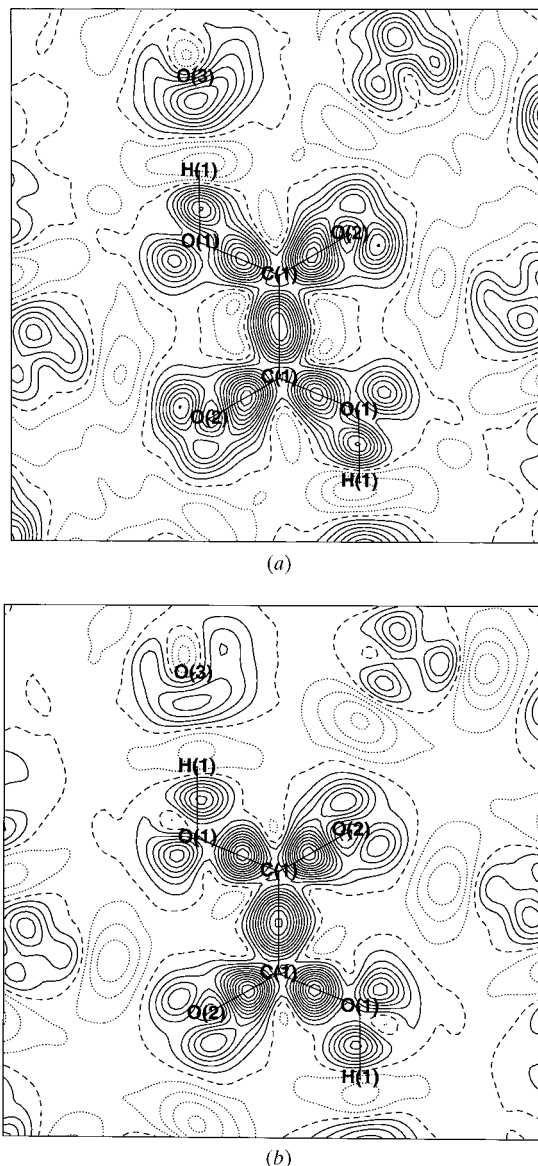 O(3)
H(1)
O(1)
O(2)
C(1)
C(1)
O(2)
O(1)
H(1)
(a)
O(3)
H(1)
O(1)
O(2)
C(1)
C(1)
O(2)
O(1)
H(1)
(b)